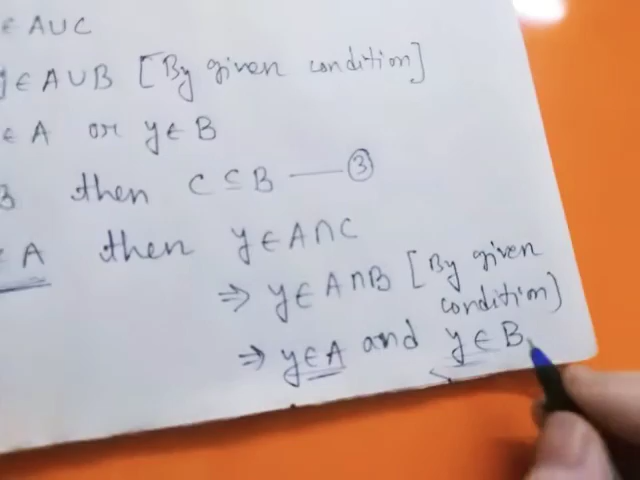 ∈ A∪C
y ∈ A∪B [By given condition]
∈ A or y ∈ B
B then C ⊆ B —— ③
∈ A then y ∈ A∩C
⇒ y ∈ A∩B [By given condition]
⇒ y ∈ A and y ∈ B